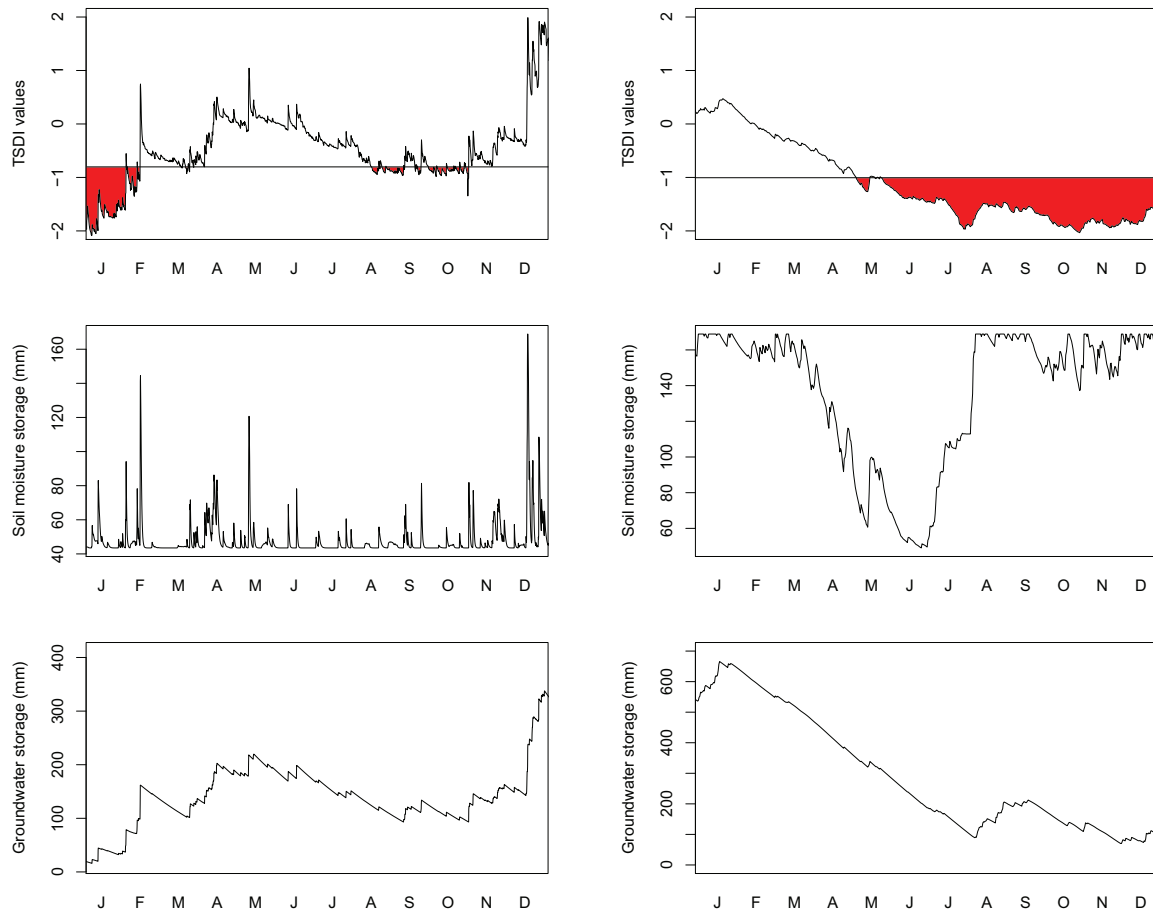 TSDI values
2
1
0
−1
−2
J F M A M J J A S O N D
TSDI values
2
1
0
−1
−2
J F M A M J J A S O N D
Soil moisture storage (mm)
160
120
80
60
40
J F M A M J J A S O N D
Soil moisture storage (mm)
140
100
80
60
J F M A M J J A S O N D
Groundwater storage (mm)
400
300
200
100
0
J F M A M J J A S O N D
Groundwater storage (mm)
600
400
200
0
J F M A M J J A S O N D